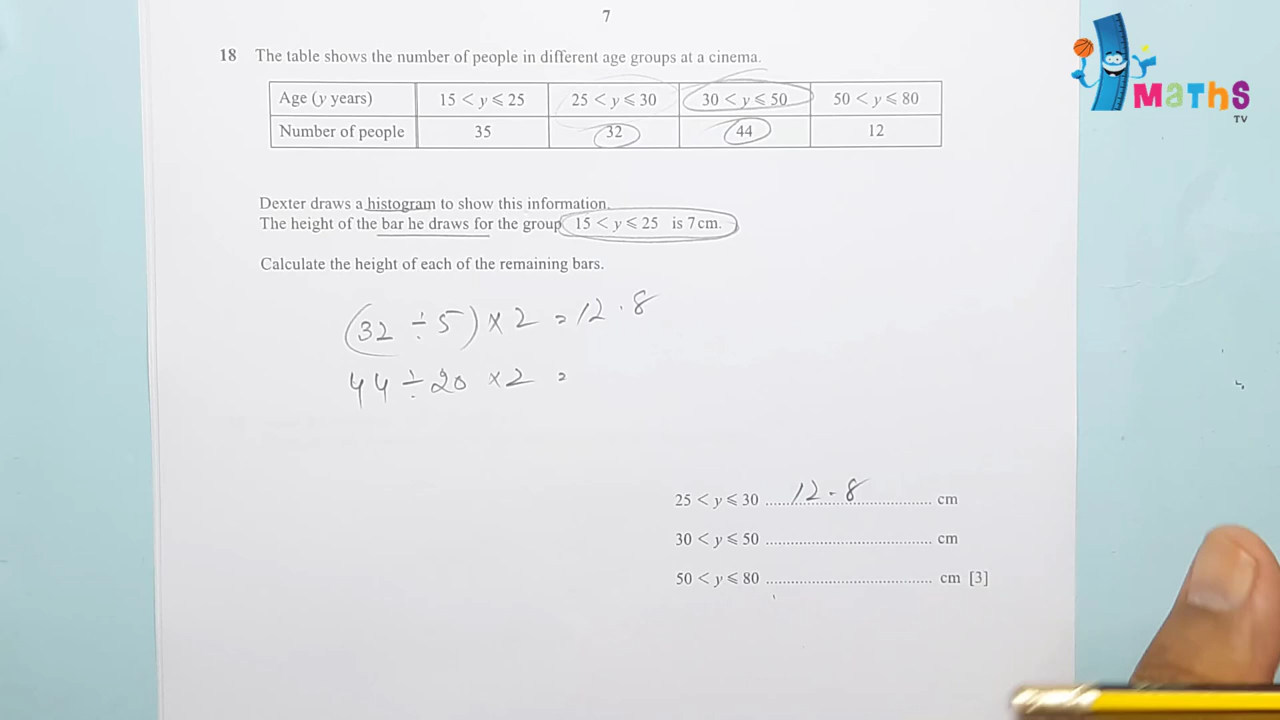 7
18 The table shows the number of people in different age groups at a cinema.
Age (y years) 15 < y ⩽ 25 25 < y ⩽ 30 30 < y ⩽ 50 50 < y ⩽ 80
Number of people 35 32 44 12
Dexter draws a histogram to show this information.
The height of the bar he draws for the group 15 < y ⩽ 25 is 7 cm.
Calculate the height of each of the remaining bars.
(32 ÷ 5) × 2 = 12.8
44 ÷ 20 × 2 =
25 < y ⩽ 30 ....12.8.... cm
30 < y ⩽ 50 ........................................ cm
50 < y ⩽ 80 ........................................ cm [3]
MATHS
TV